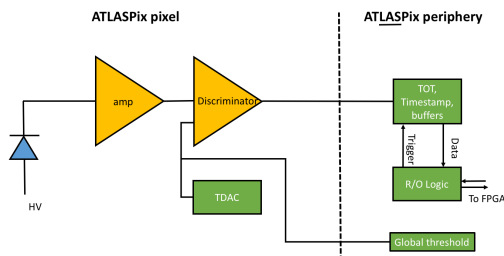 ATLASPix pixel
ATLASPix periphery
amp
Discriminator
TOT,
Timestamp,
buffers
Trigger
Data
TDAC
R/O Logic
HV
To FPGA
Global threshold